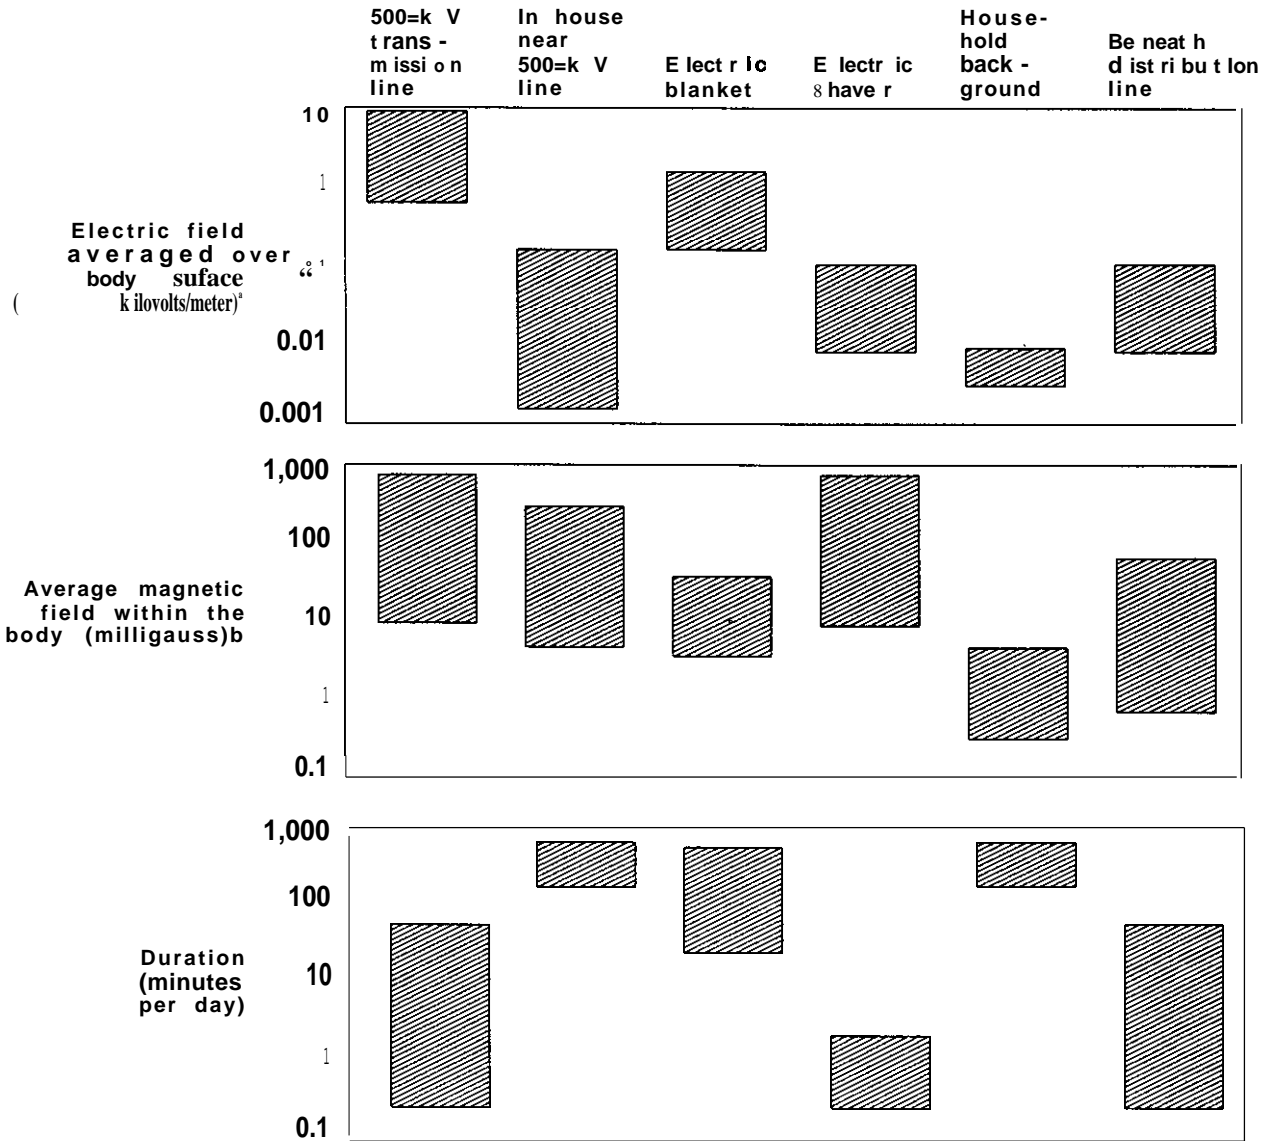 500=k V
t rans -
m issi o n
line
In house
near
500=k V
line
E lect r ic
blanket
E lectr ic
8 have r
House-
hold
back -
ground
Be neat h
d ist ri bu t lon
line
10
1
Electric field
averaged over
body suface
( k ilovolts/meter)a
0.01
0.001
1,000
100
Average magnetic
field within the
body (milligauss)b
10
1
0.1
1,000
100
Duration
(minutes
per day)
10
1
0.1